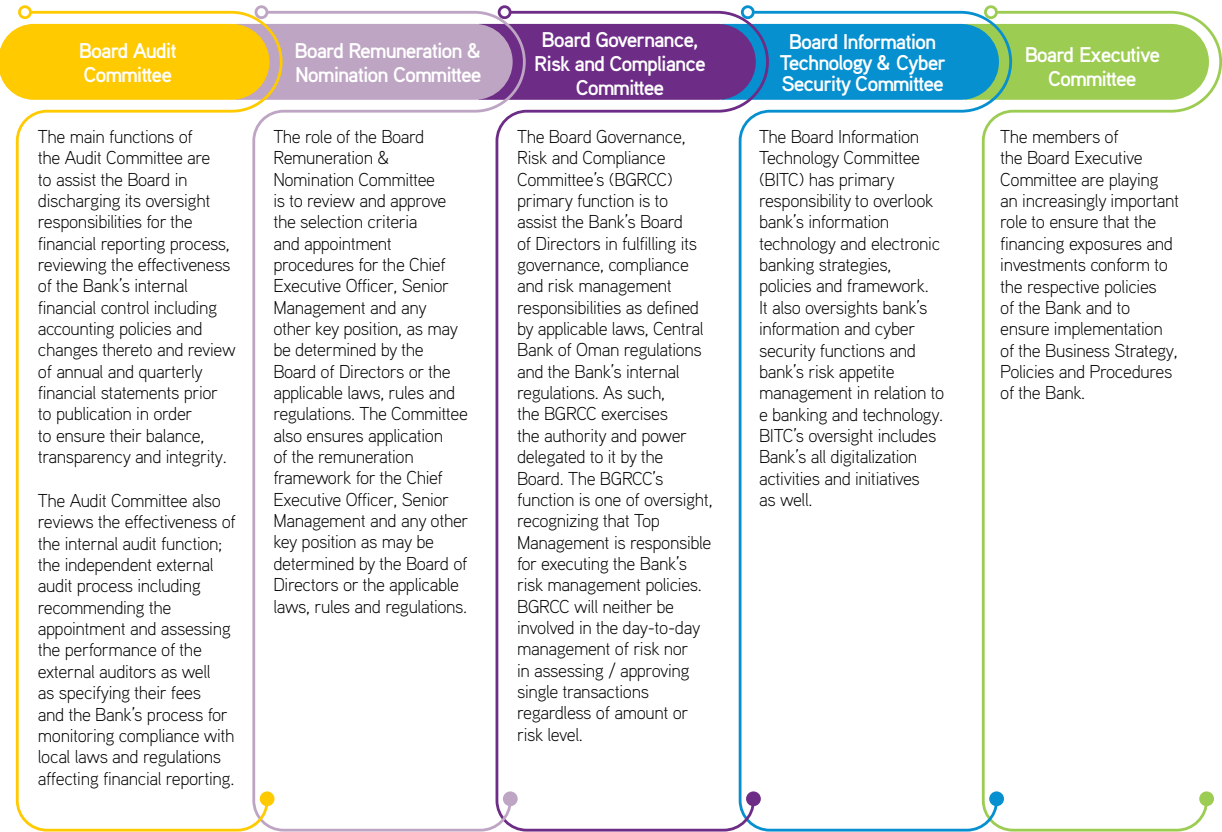 Board Audit
Committee
The main functions of
the Audit Committee are
to assist the Board in
discharging its oversight
responsibilities for the
financial reporting process,
reviewing the effectiveness
of the Bank's internal
financial control including
accounting policies and
changes thereto and review
of annual and quarterly
financial statements prior
to publication in order
to ensure their balance,
transparency and integrity.
The Audit Committee also
reviews the effectiveness of
the internal audit function;
the independent external
audit process including
recommending the
appointment and assessing
the performance of the
external auditors as well
as specifying their fees
and the Bank's process for
monitoring compliance with
local laws and regulations
affecting financial reporting.
Board Remuneration &
Nomination Committee
The role of the Board
Remuneration &
Nomination Committee
is to review and approve
the selection criteria
and appointment
procedures for the Chief
Executive Officer, Senior
Management and any
other key position, as may
be determined by the
Board of Directors or the
applicable laws, rules and
regulations. The Committee
also ensures application
of the remuneration
framework for the Chief
Executive Officer, Senior
Management and any other
key position as may be
determined by the Board of
Directors or the applicable
laws, rules and regulations.
Board Governance,
Risk and Compliance
Committee
The Board Governance,
Risk and Compliance
Committee's (BGRCC)
primary function is to
assist the Bank's Board
of Directors in fulfilling its
governance, compliance
and risk management
responsibilities as defined
by applicable laws, Central
Bank of Oman regulations
and the Bank's internal
regulations. As such,
the BGRCC exercises
the authority and power
delegated to it by the
Board. The BGRCC's
function is one of oversight,
recognizing that Top
Management is responsible
for executing the Bank's
risk management policies.
BGRCC will neither be
involved in the day-to-day
management of risk nor
in assessing / approving
single transactions
regardless of amount or
risk level.
Board Information
Technology & Cyber
Security Committee
The Board Information
Technology Committee
(BITC) has primary
responsibility to overlook
bank's information
technology and electronic
banking strategies,
policies and framework.
It also oversights bank's
information and cyber
security functions and
bank's risk appetite
management in relation to
e banking and technology.
BITC's oversight includes
Bank's all digitalization
activities and initiatives
as well.
Board Executive
Committee
The members of
the Board Executive
Committee are playing
an increasingly important
role to ensure that the
financing exposures and
investments conform to
the respective policies
of the Bank and to
ensure implementation
of the Business Strategy,
Policies and Procedures
of the Bank.